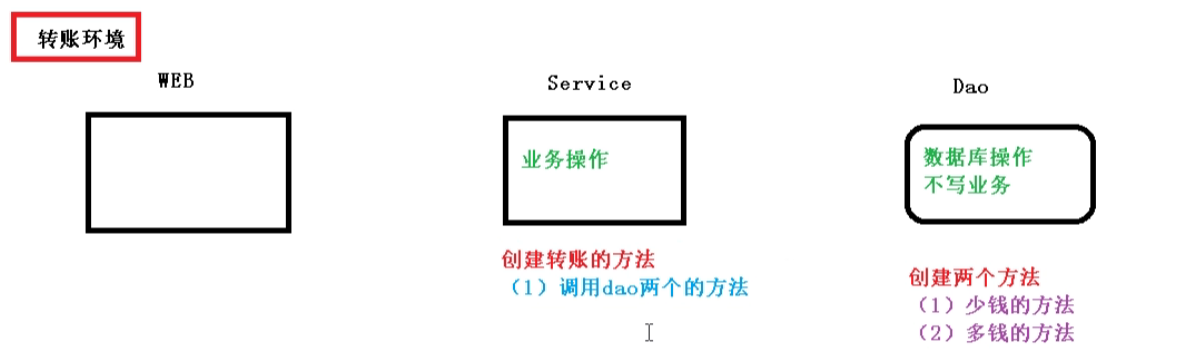 转账环境
WEB
Service
Dao
业务操作
数据库操作
不写业务
创建转账的方法
（1）调用dao两个的方法
创建两个方法
（1）少钱的方法
（2）多钱的方法